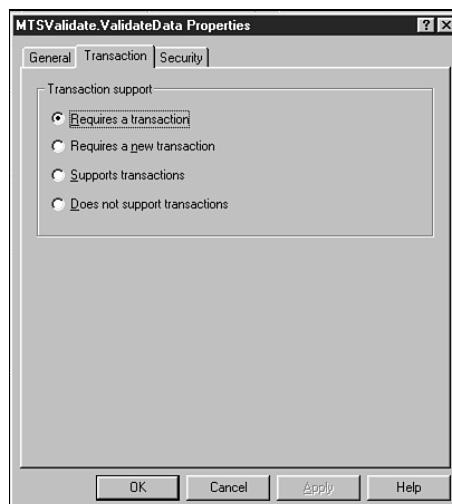 MTSValidate.ValidateData Properties
General Transaction Security
Transaction support
Requires a transaction
Requires a new transaction
Supports transactions
Does not support transactions
OK Cancel Apply Help